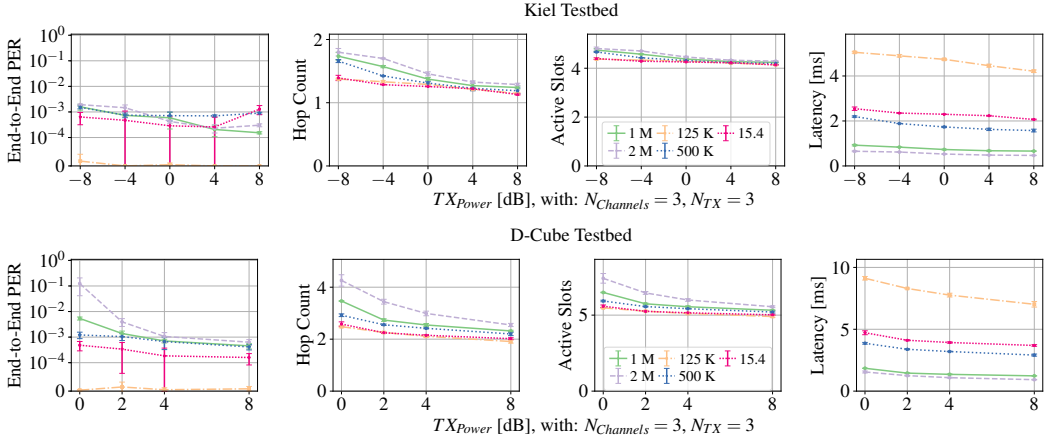 Kiel Testbed
End-to-End PER
10^0
10^-1
10^-2
10^-3
10^-4
0
−8 −4 0 4 8
Hop Count
2
1
0
−8 −4 0 4 8
Active Slots
4
2
0
1 M 125 K 15.4
2 M 500 K
−8 −4 0 4 8
Latency [ms]
4
2
0
−8 −4 0 4 8
TX_Power [dB], with: N_Channels = 3, N_TX = 3
D-Cube Testbed
End-to-End PER
10^0
10^-1
10^-2
10^-3
10^-4
0
0 2 4 8
Hop Count
4
2
0
0 2 4 8
Active Slots
7.5
5.0
2.5
0.0
1 M 125 K 15.4
2 M 500 K
0 2 4 8
Latency [ms]
10
5
0
0 2 4 8
TX_Power [dB], with: N_Channels = 3, N_TX = 3